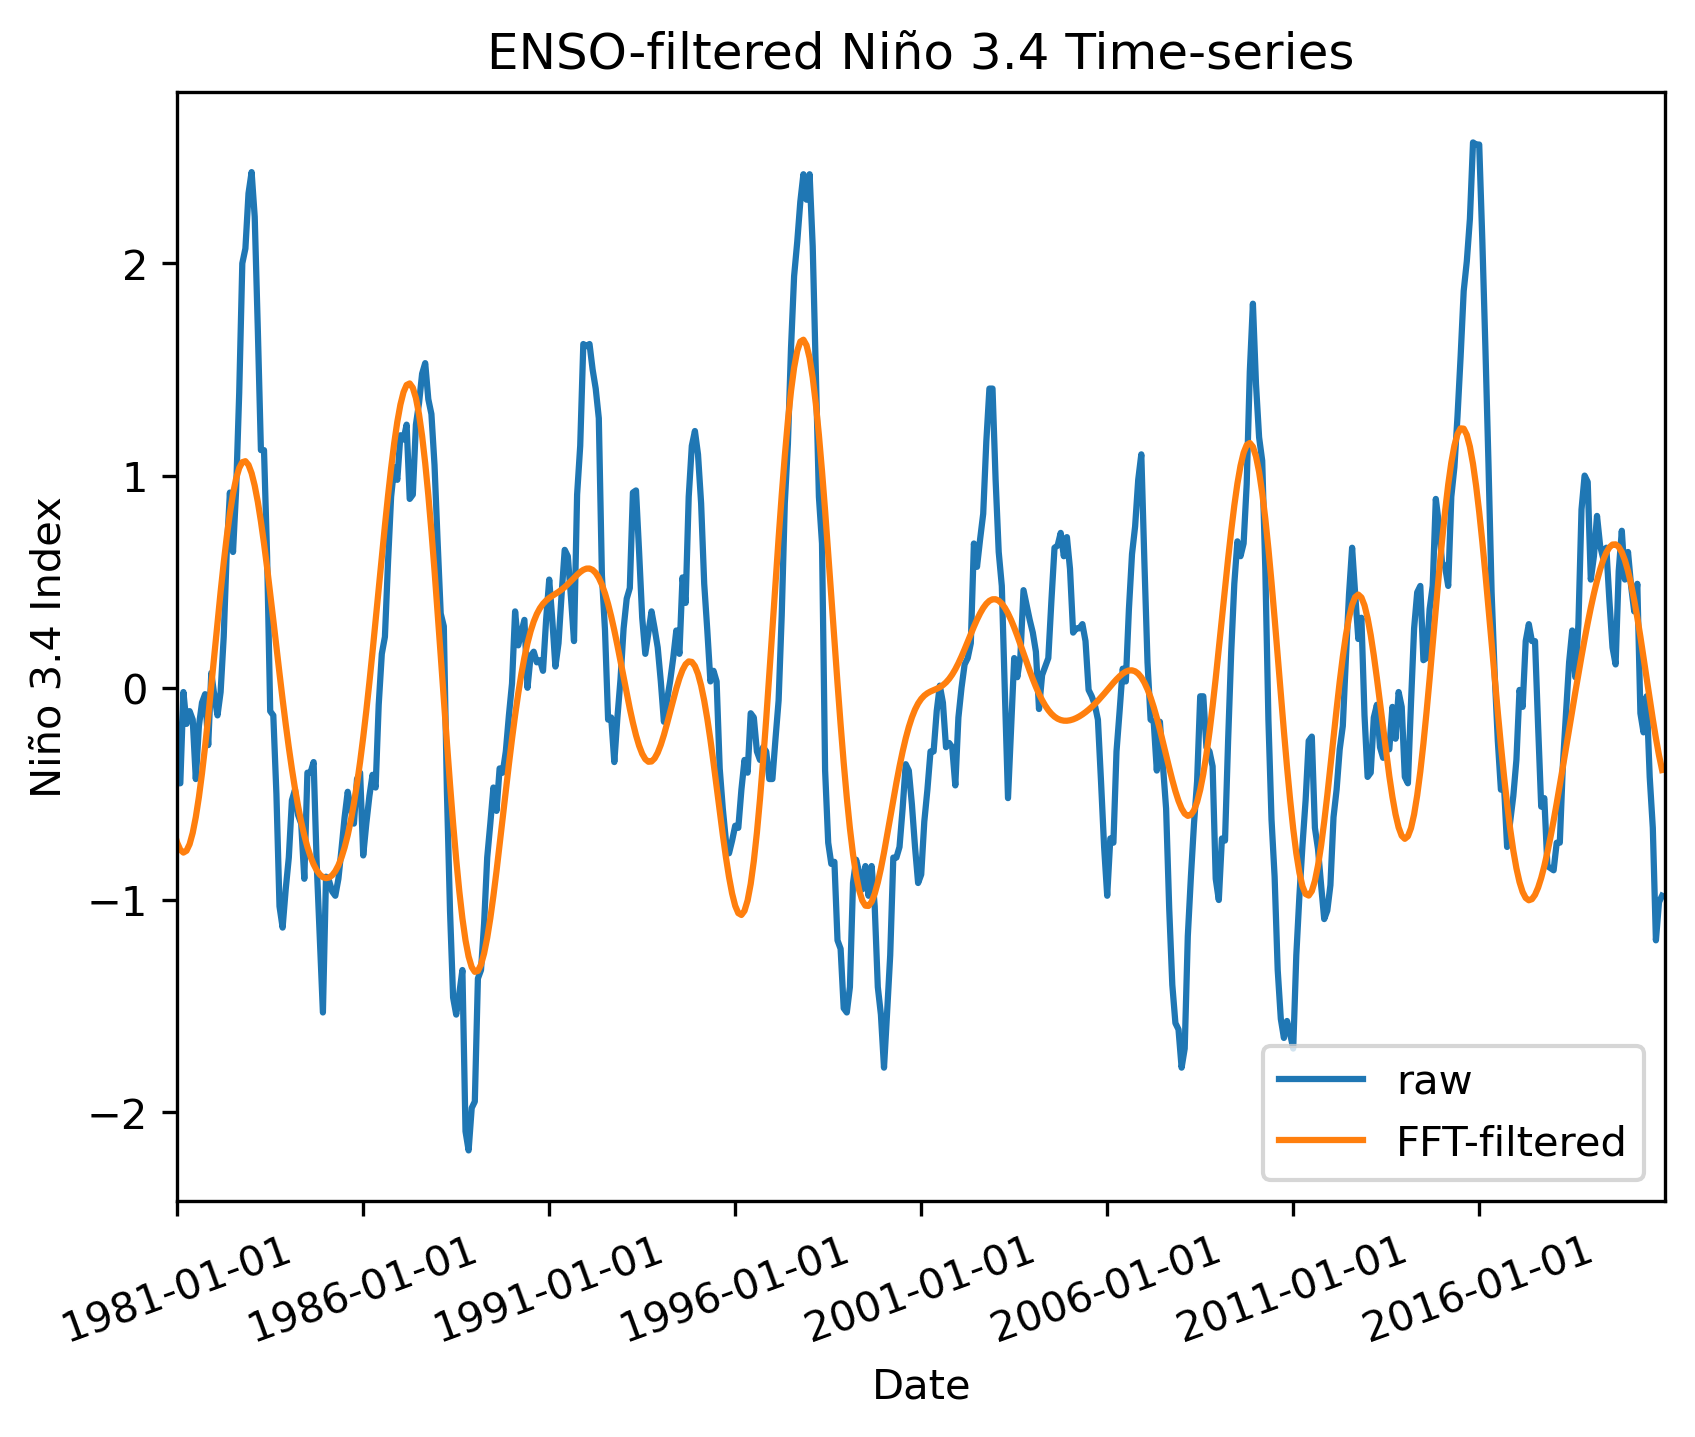 ENSO-filtered Niño 3.4 Time-series
Niño 3.4 Index
2
1
0
−1
−2
raw
FFT-filtered
1981-01-01
1986-01-01
1991-01-01
1996-01-01
2001-01-01
2006-01-01
2011-01-01
2016-01-01
Date